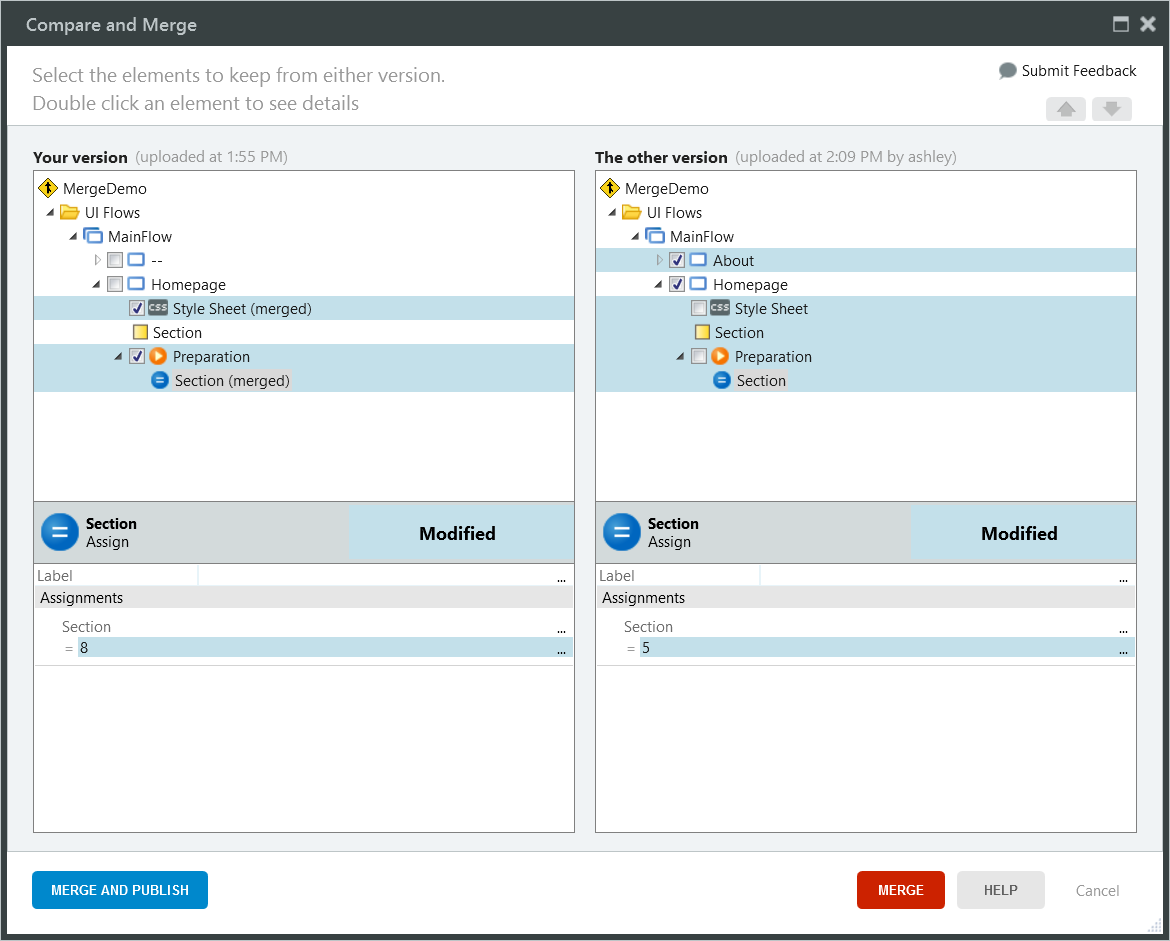 Compare and Merge
Select the elements to keep from either version.
Double click an element to see details
Submit Feedback
Your version (uploaded at 1:55 PM)
MergeDemo
UI Flows
MainFlow
--
Homepage
CSS Style Sheet (merged)
Section
Preparation
= Section (merged)
= Section
Assign
Modified
Label ...
Assignments
Section ...
= 8 ...
The other version (uploaded at 2:09 PM by ashley)
MergeDemo
UI Flows
MainFlow
About
Homepage
CSS Style Sheet
Section
Preparation
= Section
= Section
Assign
Modified
Label ...
Assignments
Section ...
= 5 ...
MERGE AND PUBLISH
MERGE
HELP
Cancel